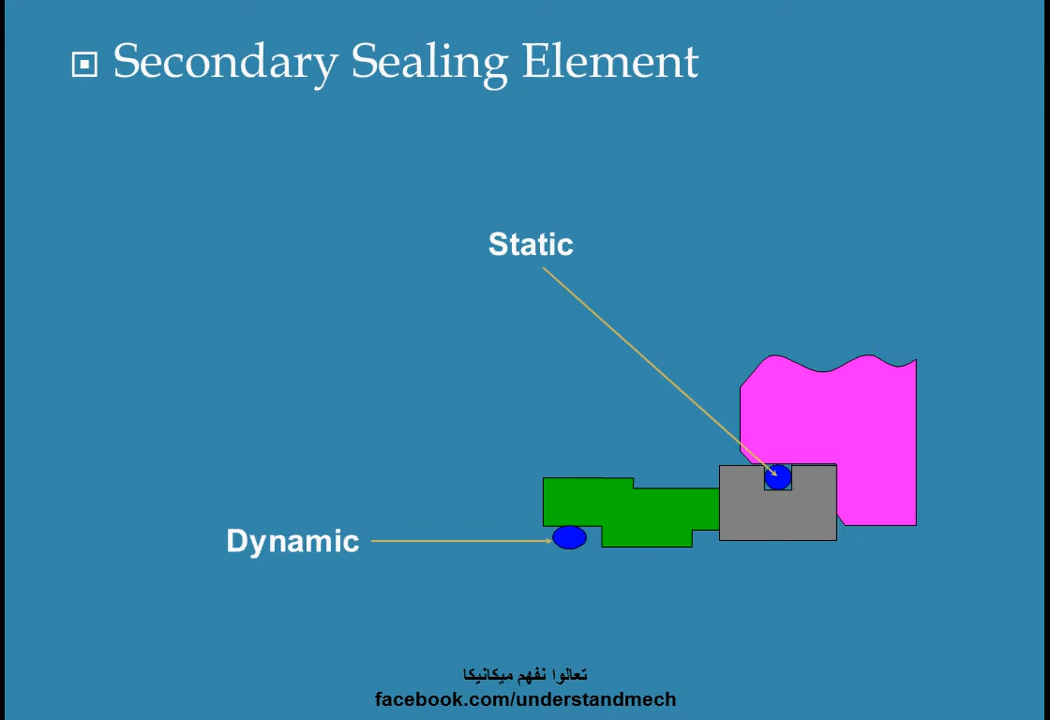 Secondary Sealing Element
Static
Dynamic
تعالوا نفهم ميكانيكا
facebook.com/understandmech